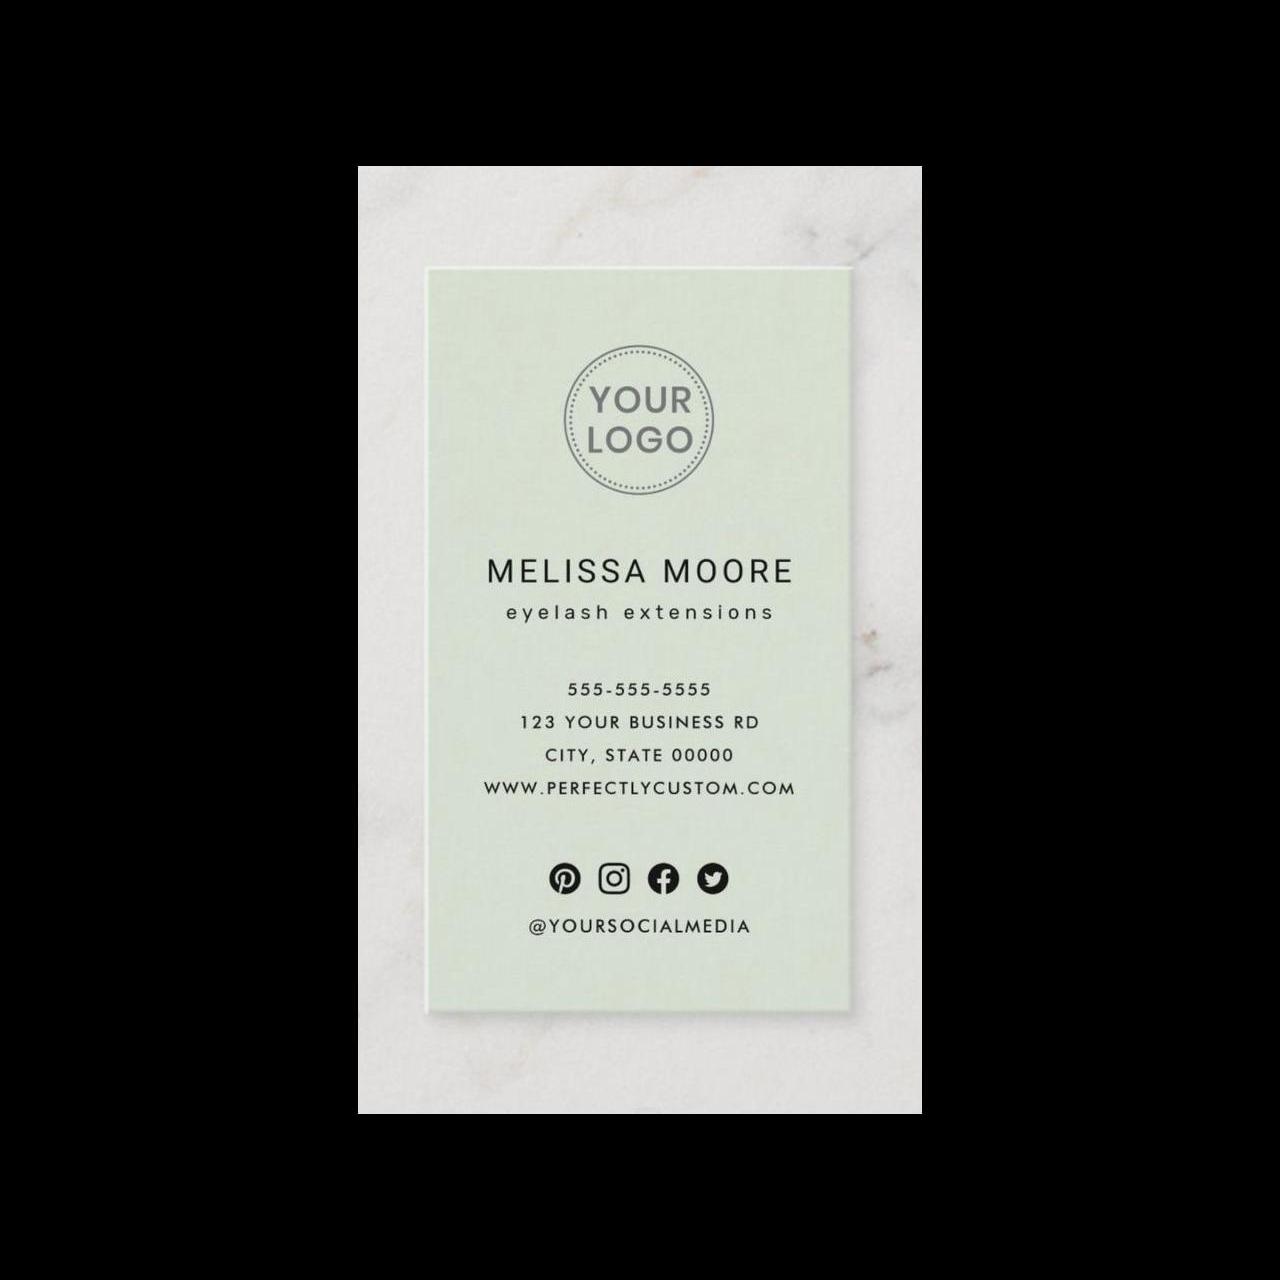 YOUR
LOGO
MELISSA MOORE
eyelash extensions
555-555-5555
123 YOUR BUSINESS RD
CITY, STATE 00000
WWW.PERFECTLYCUSTOM.COM
@YOURSOCIALMEDIA